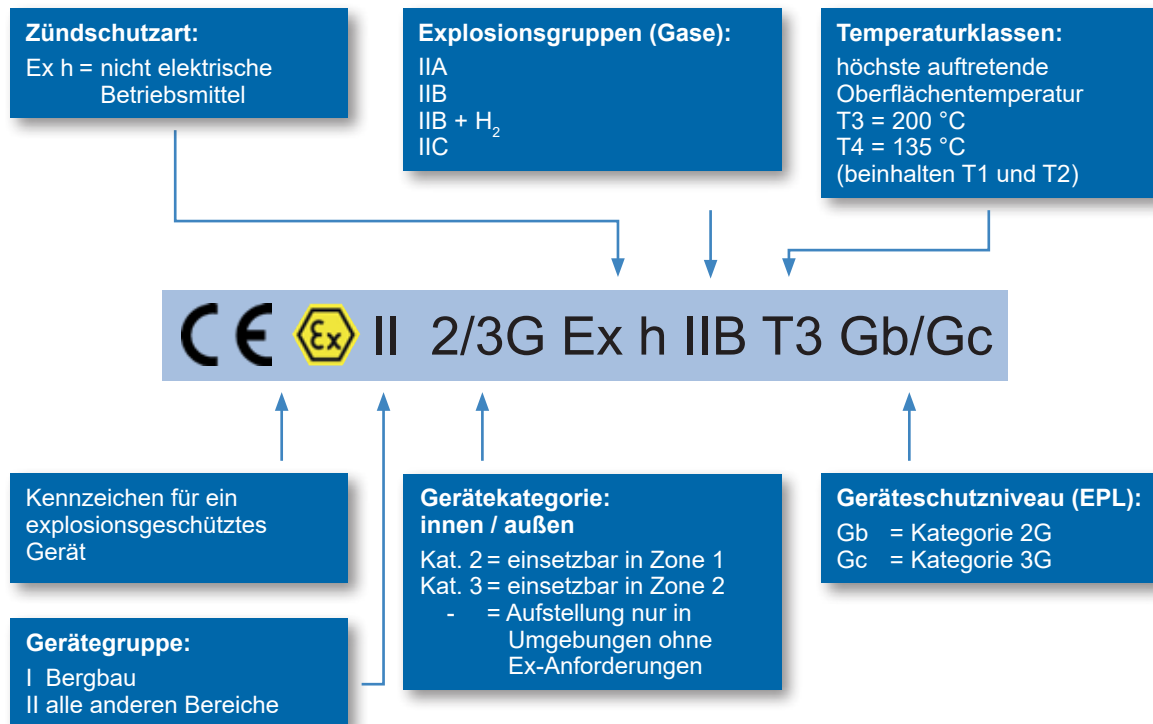 Zündschutzart:
Ex h = nicht elektrische
Betriebsmittel
Explosionsgruppen (Gase):
IIA
IIB
IIB + H₂
IIC
Temperaturklassen:
höchste auftretende
Oberflächentemperatur
T3 = 200 °C
T4 = 135 °C
(beinhalten T1 und T2)
CE Ex II 2/3G Ex h IIB T3 Gb/Gc
Kennzeichen für ein
explosionsgeschütztes
Gerät
Gerätegruppe:
I Bergbau
II alle anderen Bereiche
Gerätekategorie:
innen / außen
Kat. 2 = einsetzbar in Zone 1
Kat. 3 = einsetzbar in Zone 2
- = Aufstellung nur in
Umgebungen ohne
Ex-Anforderungen
Geräteschutzniveau (EPL):
Gb = Kategorie 2G
Gc = Kategorie 3G